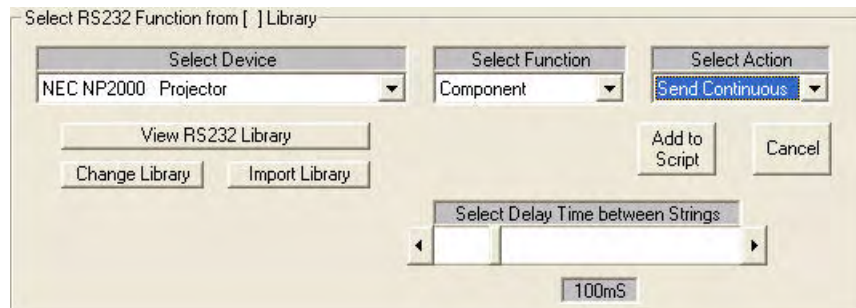 Select RS232 Function from [ ] Library
Select Device
Select Function
Select Action
NEC NP2000 Projector
Component
Send Continuous
View RS232 Library
Add to
Script
Cancel
Change Library
Import Library
Select Delay Time between Strings
100mS